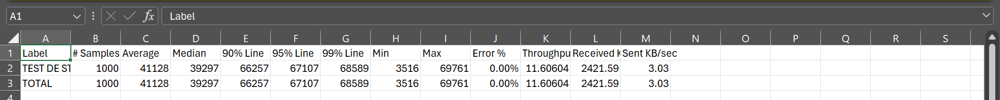 A1 fx Label
A B C D E F G H I J K L M N O P Q R S
1 Label # Samples Average Median 90% Line 95% Line 99% Line Min Max Error % Throughpu Received K Sent KB/sec
2 TEST DE ST 1000 41128 39297 66257 67107 68589 3516 69761 0.00% 11.60604 2421.59 3.03
3 TOTAL 1000 41128 39297 66257 67107 68589 3516 69761 0.00% 11.60604 2421.59 3.03
4